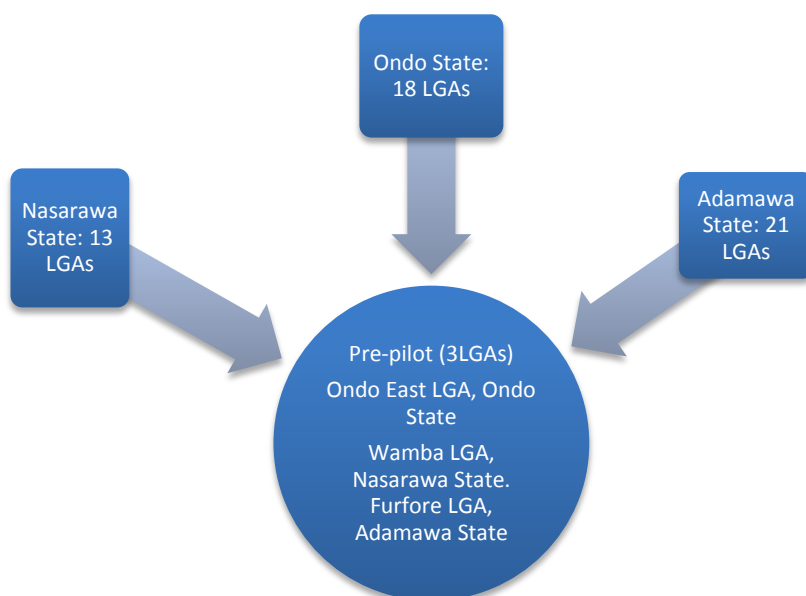 Ondo State:
18 LGAs
Nasarawa
State: 13
LGAs
Adamawa
State: 21
LGAs
Pre-pilot (3LGAs)
Ondo East LGA, Ondo
State
Wamba LGA,
Nasarawa State.
Furfore LGA,
Adamawa State